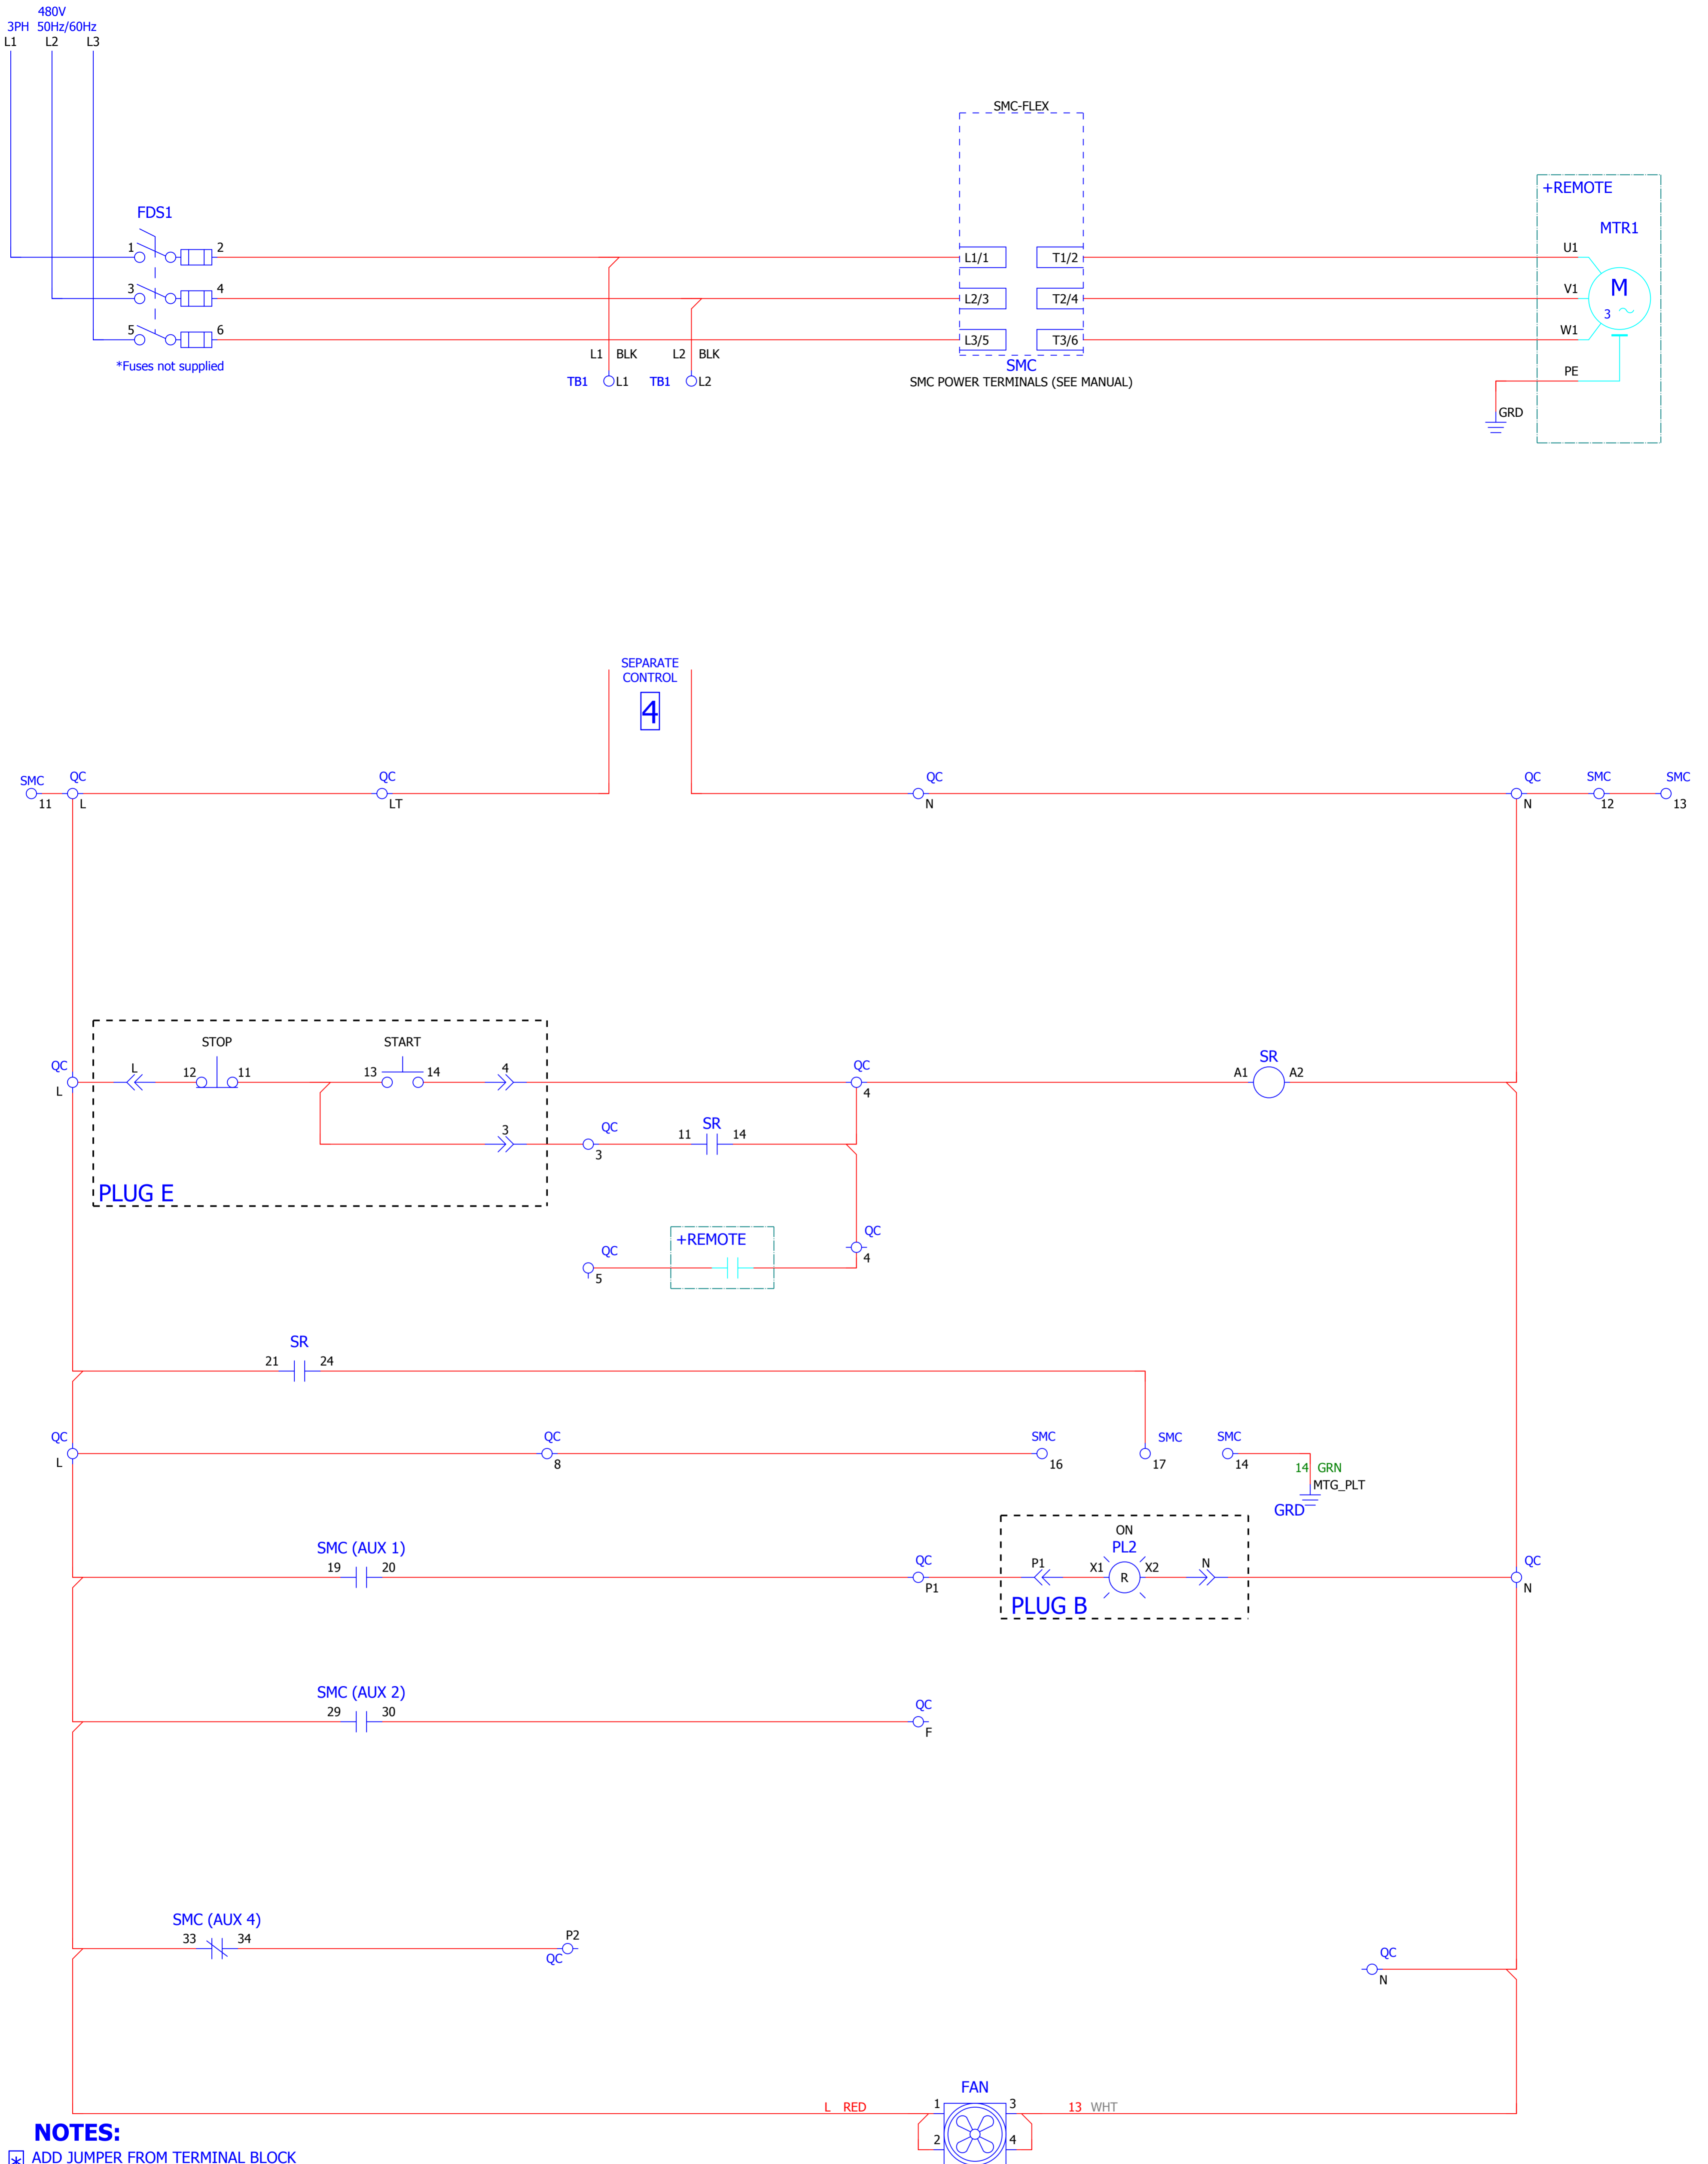 480V
3PH 50Hz/60Hz
L1 L2 L3
SMC-FLEX
+REMOTE
MTR1
FDS1
1 2 L1/1 T1/2 U1
3 4 L2/3 T2/4 V1 M
3
5 6 L3/5 T3/6 W1
*Fuses not supplied
L1 BLK L2 BLK
TB1 L1 TB1 L2
SMC
SMC POWER TERMINALS (SEE MANUAL)
PE
GRD
SEPARATE
CONTROL
4
SMC QC QC QC QC SMC SMC
11 L LT N N 12 13
STOP START
QC L 12 11 13 14 4 QC SR
L 4 A1 A2
3 QC SR
3 11 14
PLUG E
+REMOTE
QC QC
5 4
SR
21 24
QC QC SMC SMC SMC
L 8 16 17 14
14 GRN
MTG_PLT
GRD
SMC (AUX 1)
19 20
QC
P1
ON
PL2
P1 X1 R X2 N
QC
N
PLUG B
SMC (AUX 2)
29 30
QC
F
SMC (AUX 4)
33 34
P2
QC
QC
N
FAN
L RED 1 3 13 WHT
2 4
NOTES:
* ADD JUMPER FROM TERMINAL BLOCK